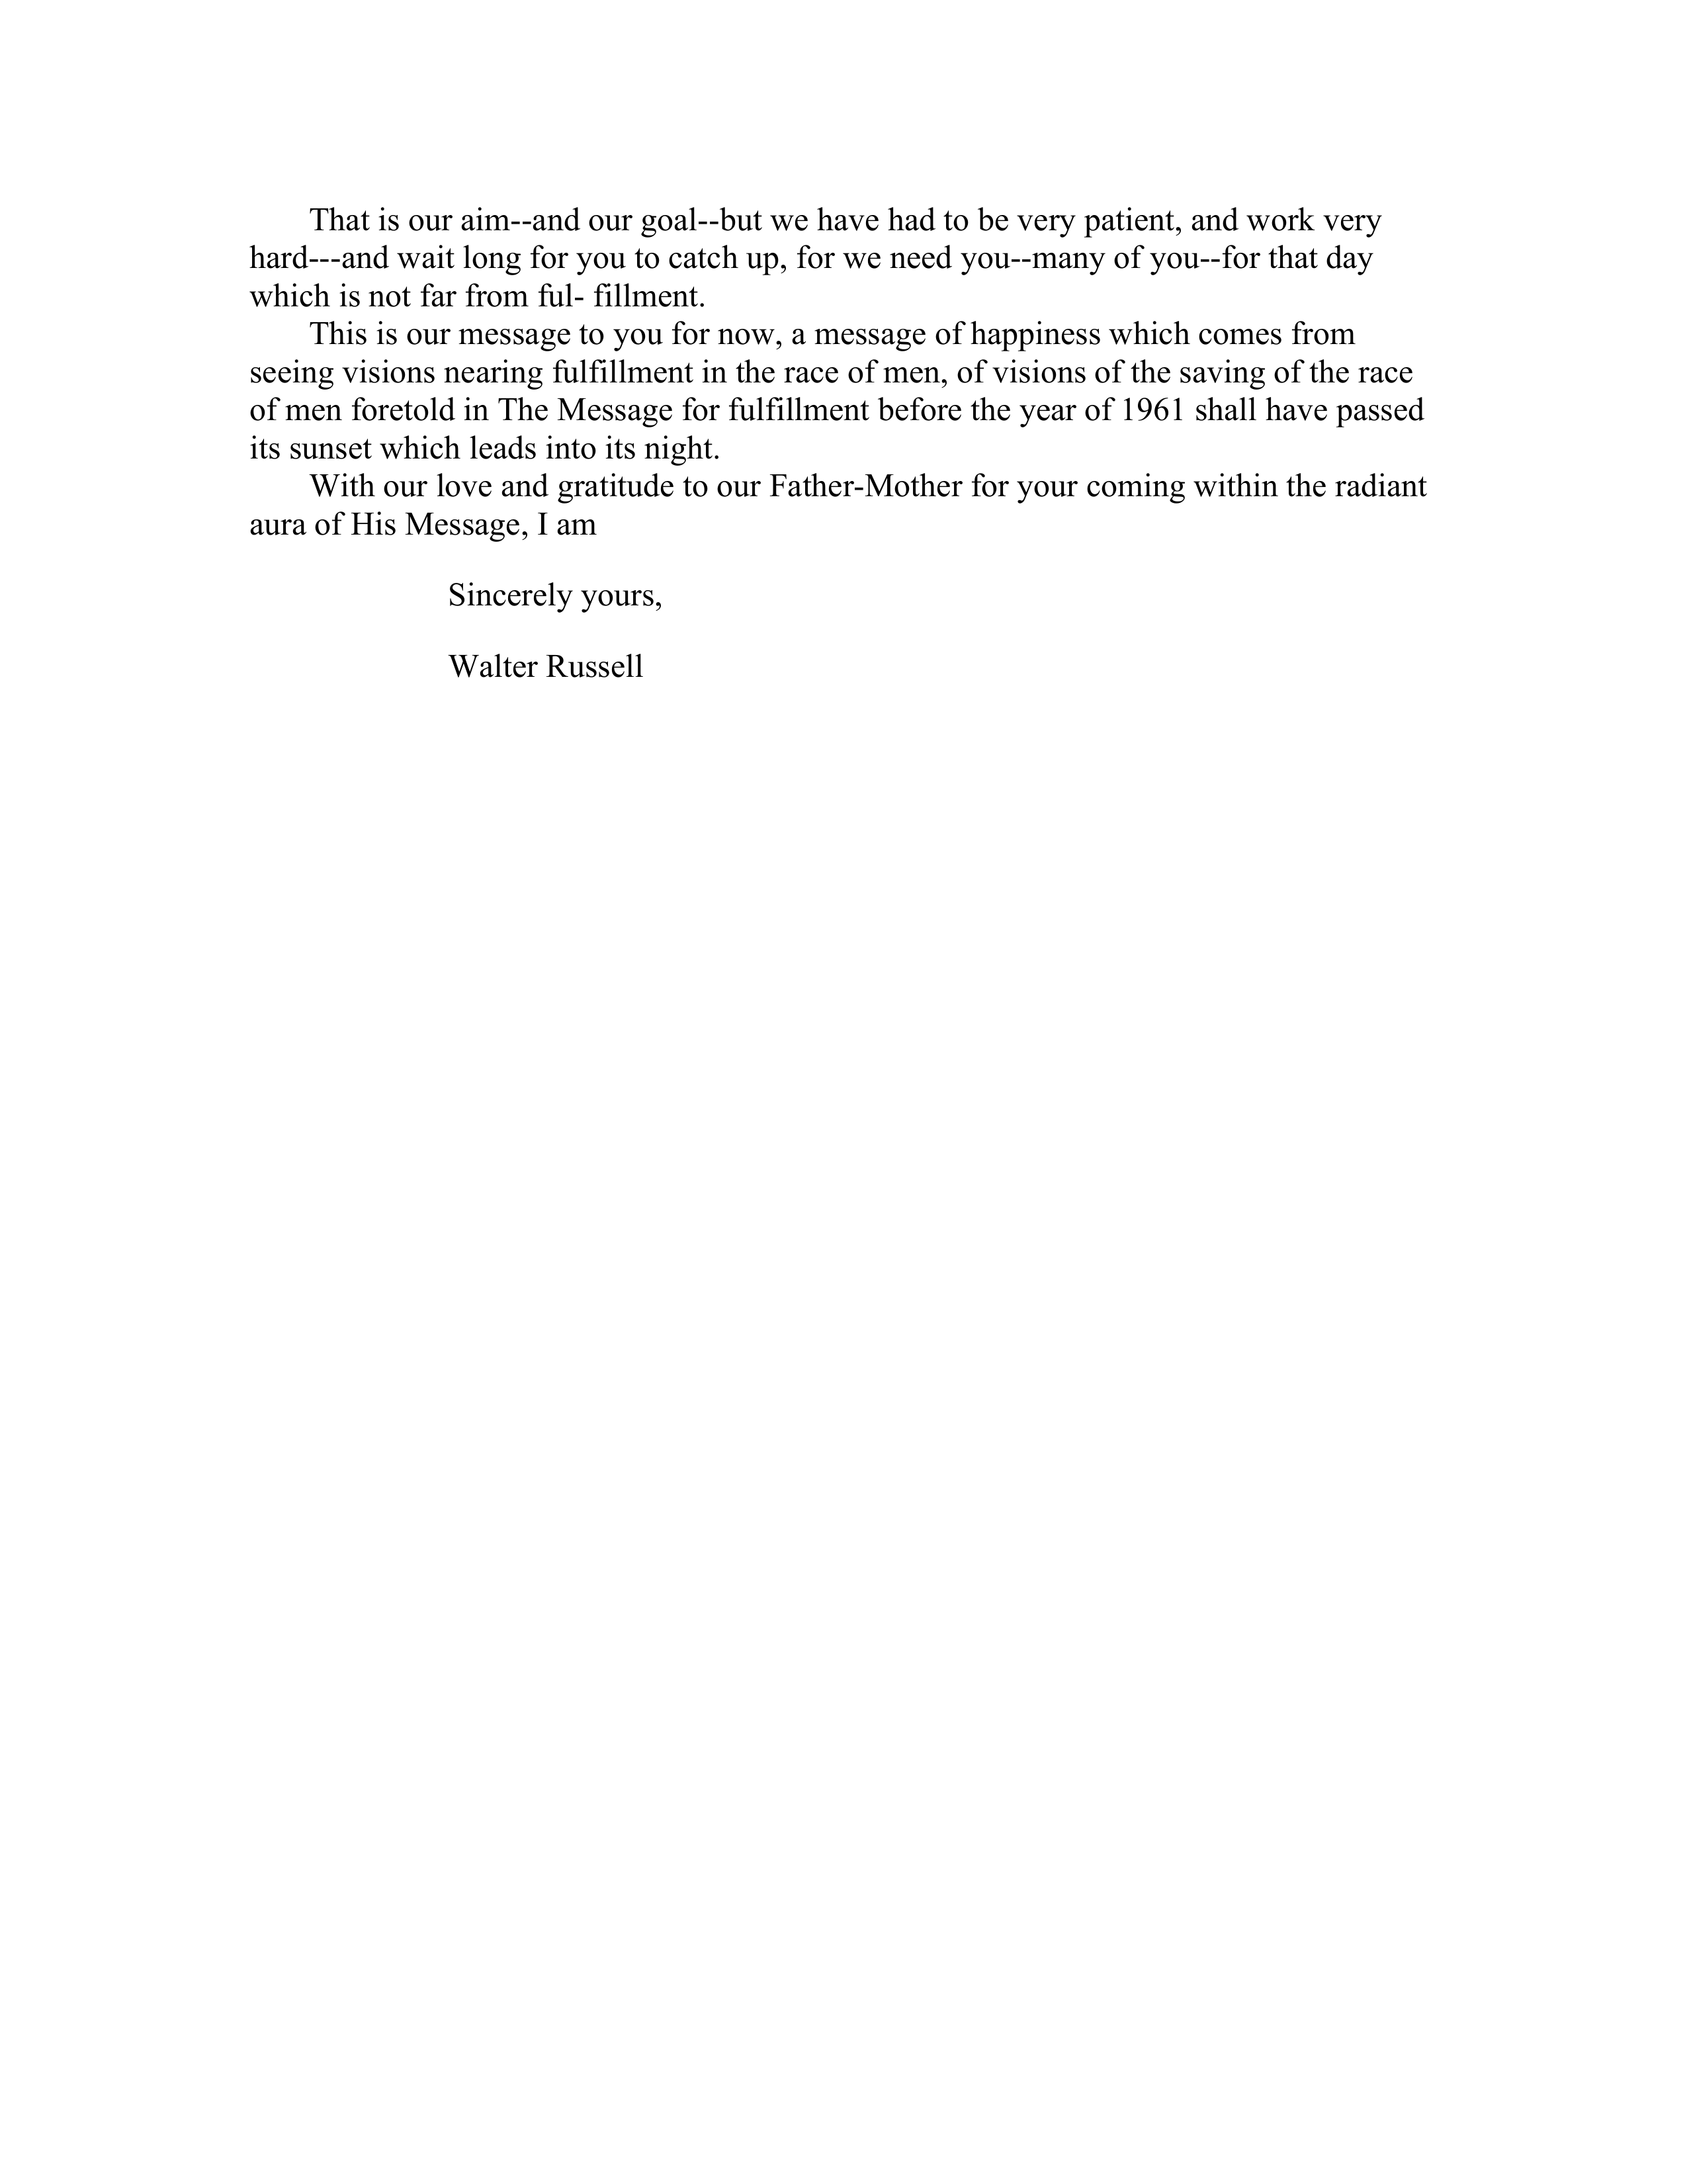 That is our aim--and our goal--but we have had to be very patient, and work very
hard---and wait long for you to catch up, for we need you--many of you--for that day
which is not far from ful- fillment.
This is our message to you for now, a message of happiness which comes from
seeing visions nearing fulfillment in the race of men, of visions of the saving of the race
of men foretold in The Message for fulfillment before the year of 1961 shall have passed
its sunset which leads into its night.
With our love and gratitude to our Father-Mother for your coming within the radiant
aura of His Message, I am
Sincerely yours,
Walter Russell